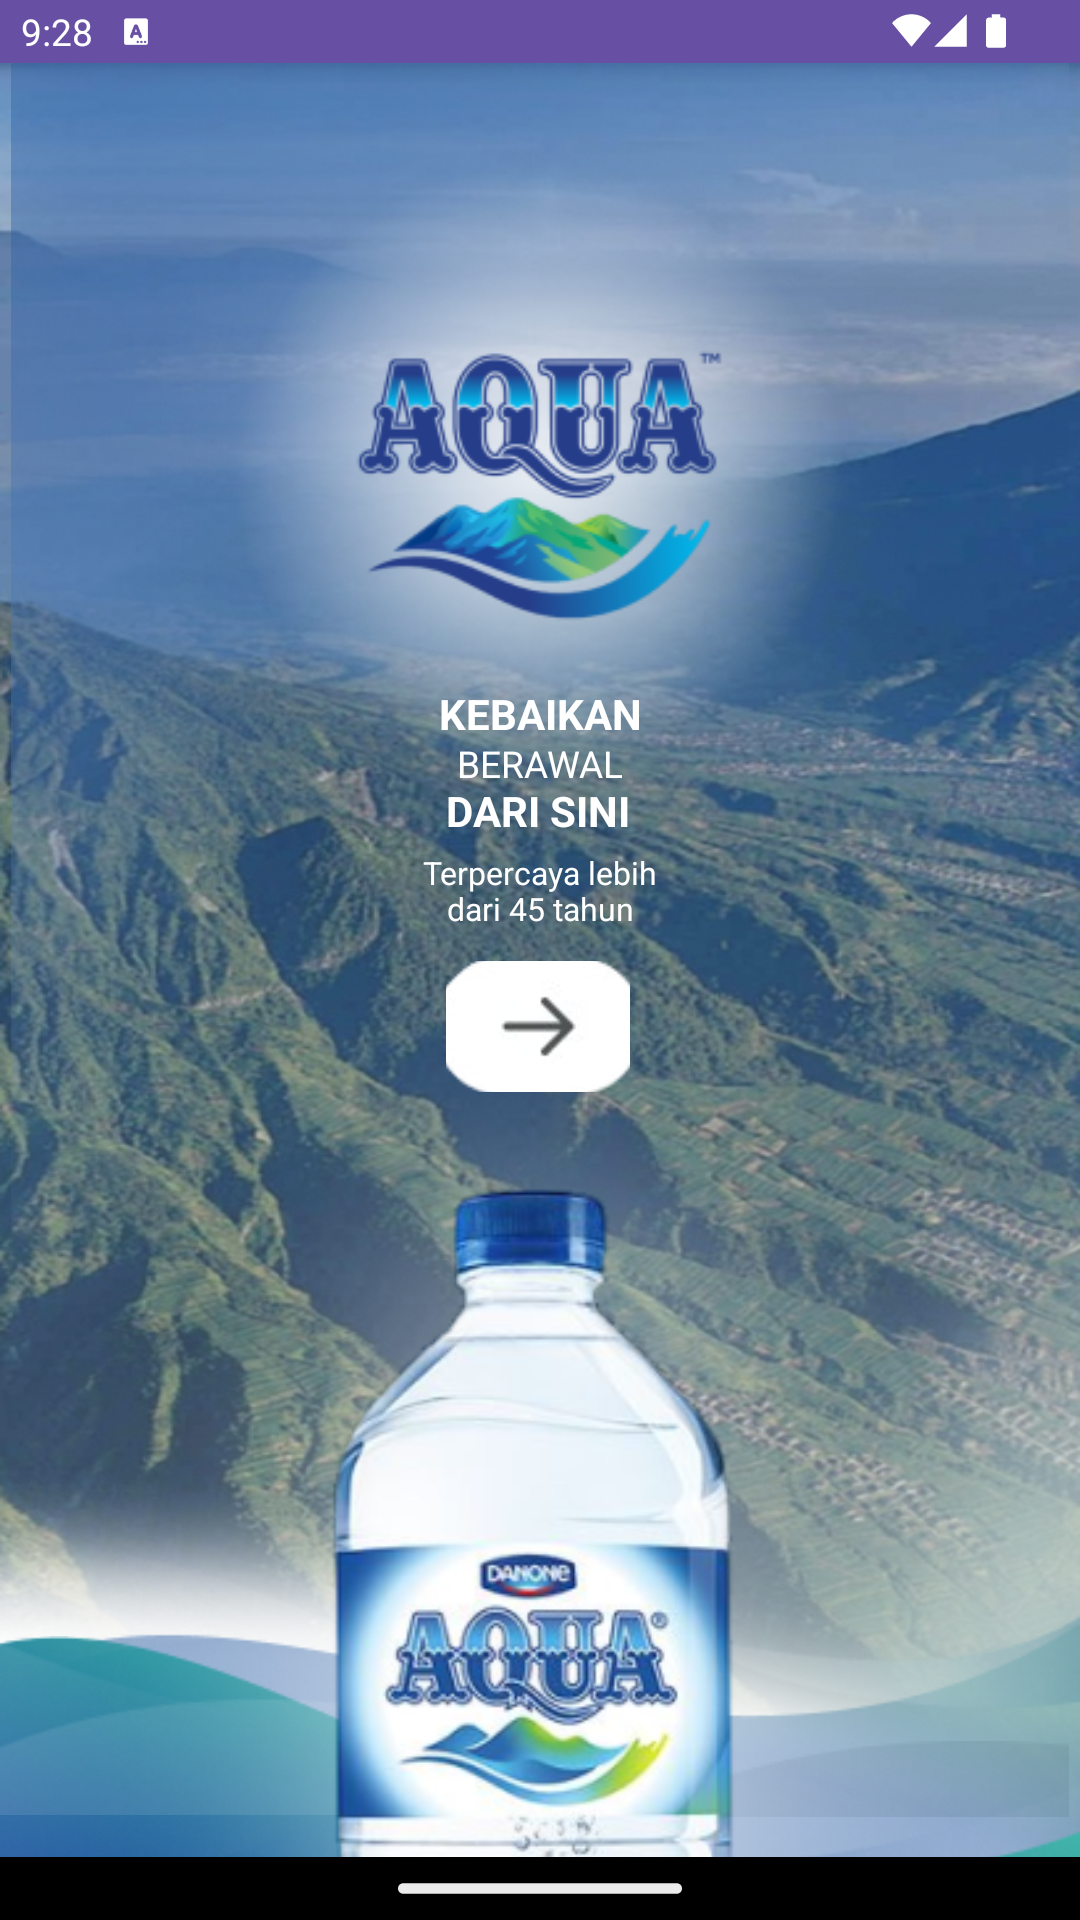 9:28
AQUA™
KEBAIKAN
BERAWAL
DARI SINI
Terpercaya lebih
dari 45 tahun
DANONE
AQUA®